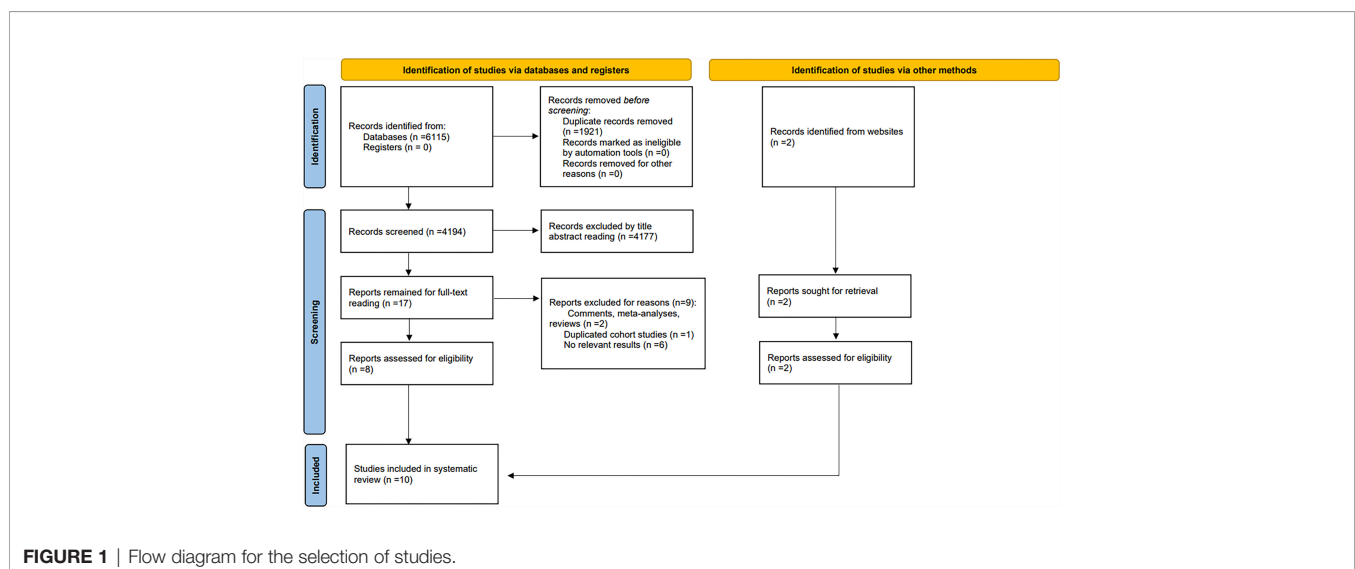 Identification of studies via databases and registers
Identification of studies via other methods
Identification
Records identified from:
Databases (n =6115)
Registers (n = 0)
Records removed before
screening:
Duplicate records removed
(n =1921)
Records marked as ineligible
by automation tools (n =0)
Records removed for other
reasons (n =0)
Records identified from websites
(n =2)
Screening
Records screened (n =4194)
Records excluded by title
abstract reading (n =4177)
Reports remained for full-text
reading (n =17)
Reports excluded for reasons (n=9):
Comments, meta-analyses,
reviews (n =2)
Duplicated cohort studies (n =1)
No relevant results (n =6)
Reports sought for retrieval
(n =2)
Reports assessed for eligibility
(n =8)
Reports assessed for eligibility
(n =2)
Included
Studies included in systematic
review (n =10)
FIGURE 1 | Flow diagram for the selection of studies.